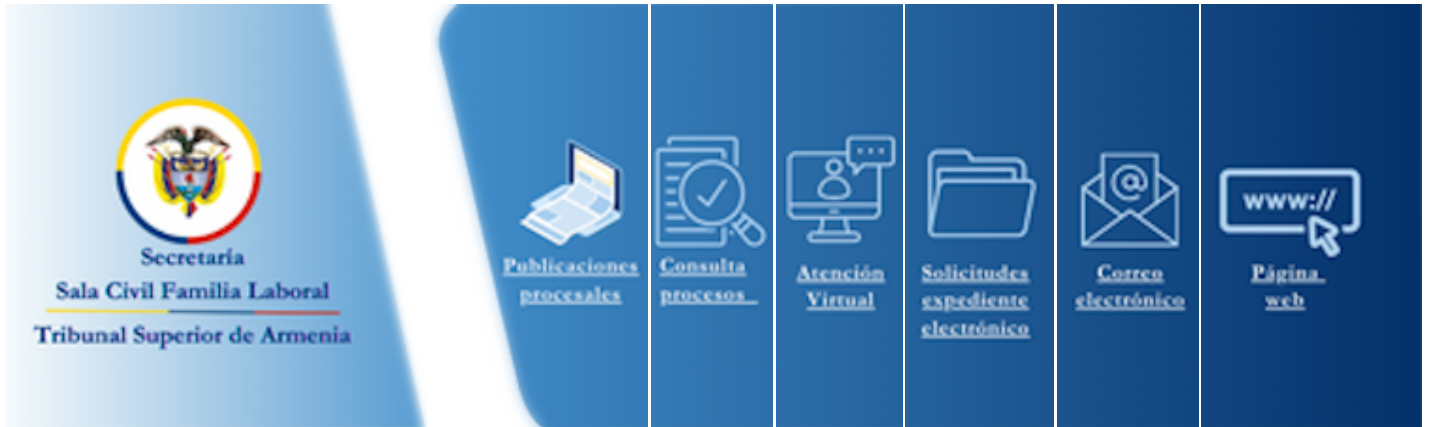 Secretaría
Sala Civil Familia Laboral
Tribunal Superior de Armenia
Publicaciones
procesales
Consulta
procesos
Atención
Virtual
Solicitudes
expediente
electrónico
@
Correo
electrónico
www://
Página
web